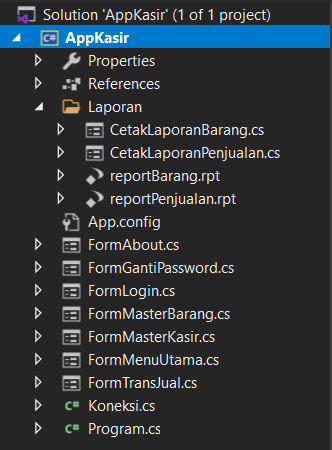 Solution 'AppKasir' (1 of 1 project)
C# AppKasir
Properties
References
Laporan
CetakLaporanBarang.cs
CetakLaporanPenjualan.cs
reportBarang.rpt
reportPenjualan.rpt
App.config
FormAbout.cs
FormGantiPassword.cs
FormLogin.cs
FormMasterBarang.cs
FormMasterKasir.cs
FormMenuUtama.cs
FormTransJual.cs
C# Koneksi.cs
C# Program.cs